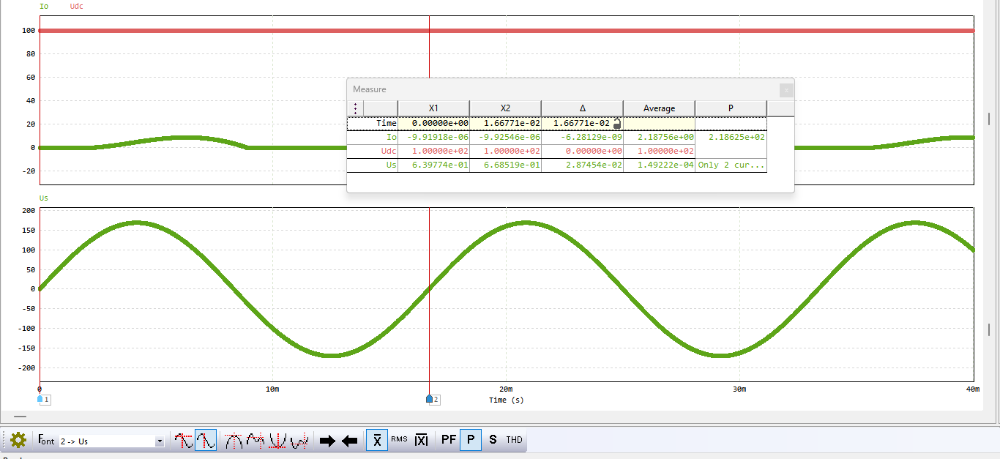 Io Udc
100
80
60
40
20
0
-20
Measure
X1 X2 Δ Average P
Time 0.00000e+00 1.66771e-02 1.66771e-02
Io -9.91918e-06 -9.92546e-06 -6.28129e-09 2.18756e+00 2.18625e+02
Udc 1.00000e+02 1.00000e+02 0.00000e+00 1.00000e+02
Us 6.39774e-01 6.68519e-01 2.87454e-02 1.49222e-04 Only 2 cur...
Us
200
150
100
50
0
-50
-100
-150
-200
0 10m 20m 30m 40m
1 2 Time (s)
Font 2 -> Us X RMS |X| PF P S THD